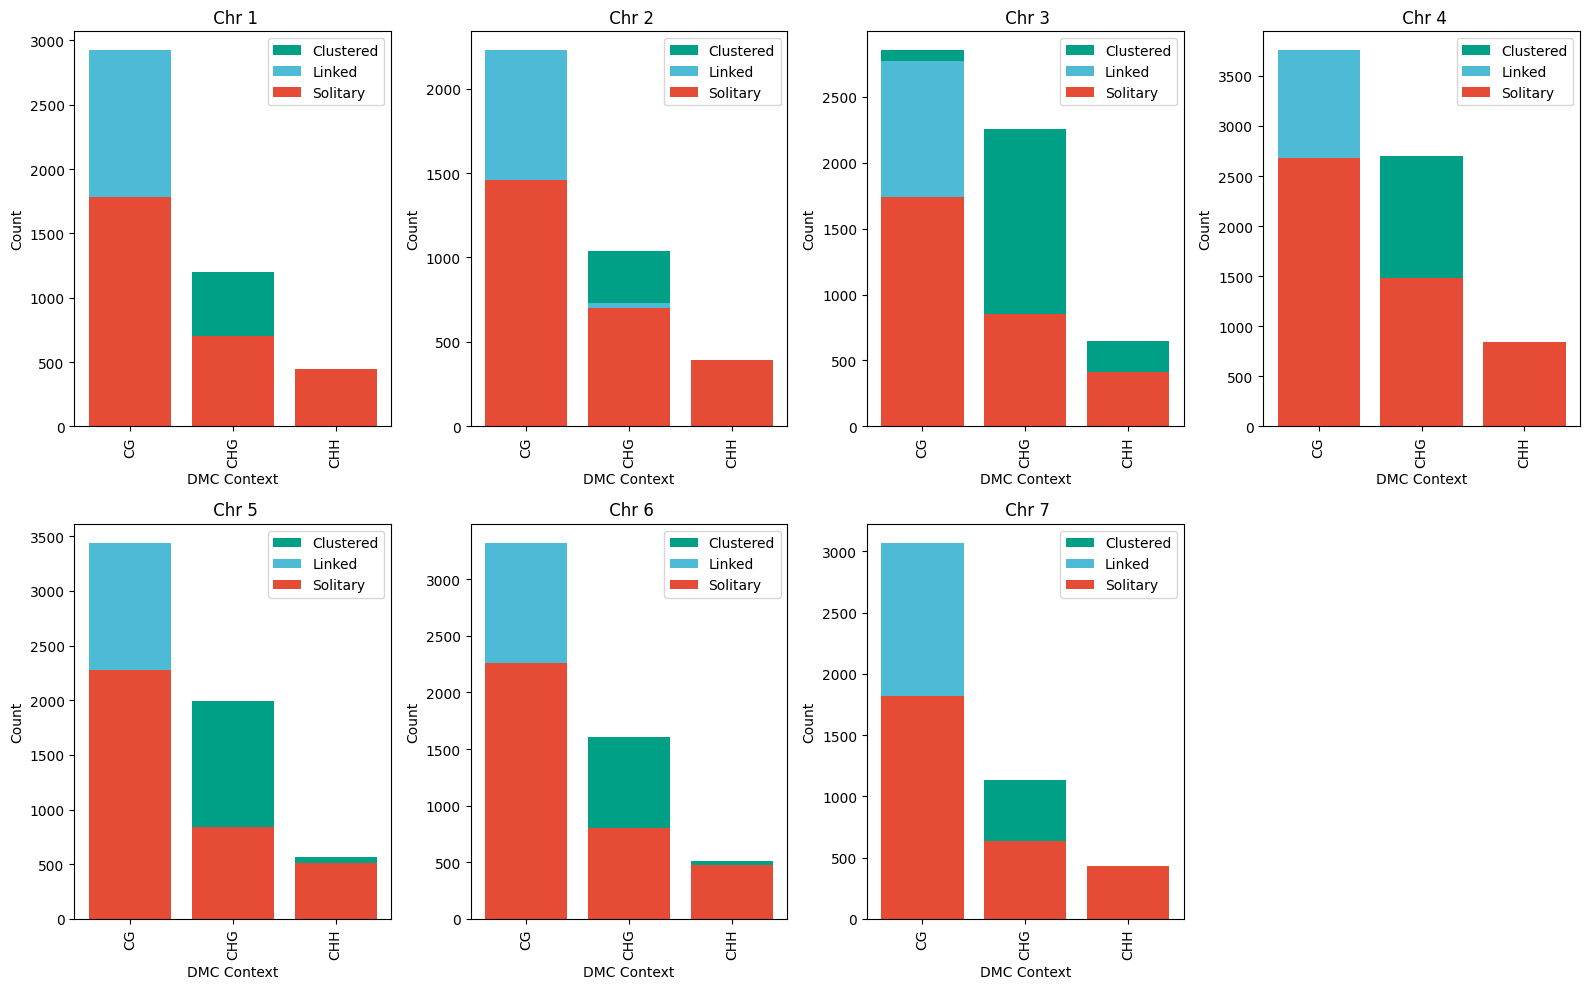 Chr 1
3000
2500
2000
1500
1000
500
0
Count
Clustered
Linked
Solitary
CG
CHG
CHH
DMC Context
Chr 2
2000
1500
1000
500
0
Count
Clustered
Linked
Solitary
CG
CHG
CHH
DMC Context
Chr 3
2500
2000
1500
1000
500
0
Count
Clustered
Linked
Solitary
CG
CHG
CHH
DMC Context
Chr 4
3500
3000
2500
2000
1500
1000
500
0
Count
Clustered
Linked
Solitary
CG
CHG
CHH
DMC Context
Chr 5
3500
3000
2500
2000
1500
1000
500
0
Count
Clustered
Linked
Solitary
CG
CHG
CHH
DMC Context
Chr 6
3000
2500
2000
1500
1000
500
0
Count
Clustered
Linked
Solitary
CG
CHG
CHH
DMC Context
Chr 7
3000
2500
2000
1500
1000
500
0
Count
Clustered
Linked
Solitary
CG
CHG
CHH
DMC Context